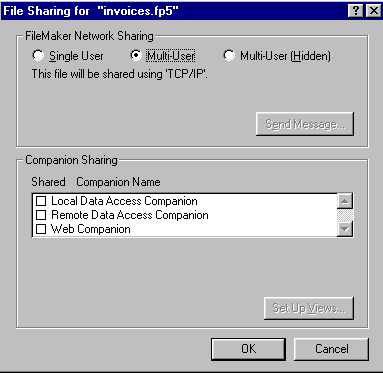 File Sharing for "invoices.fp5"
FileMaker Network Sharing
Single User Multi-User Multi-User (Hidden)
This file will be shared using 'TCP/IP'.
Send Message...
Companion Sharing
Shared Companion Name
Local Data Access Companion
Remote Data Access Companion
Web Companion
Set Up Views...
OK Cancel